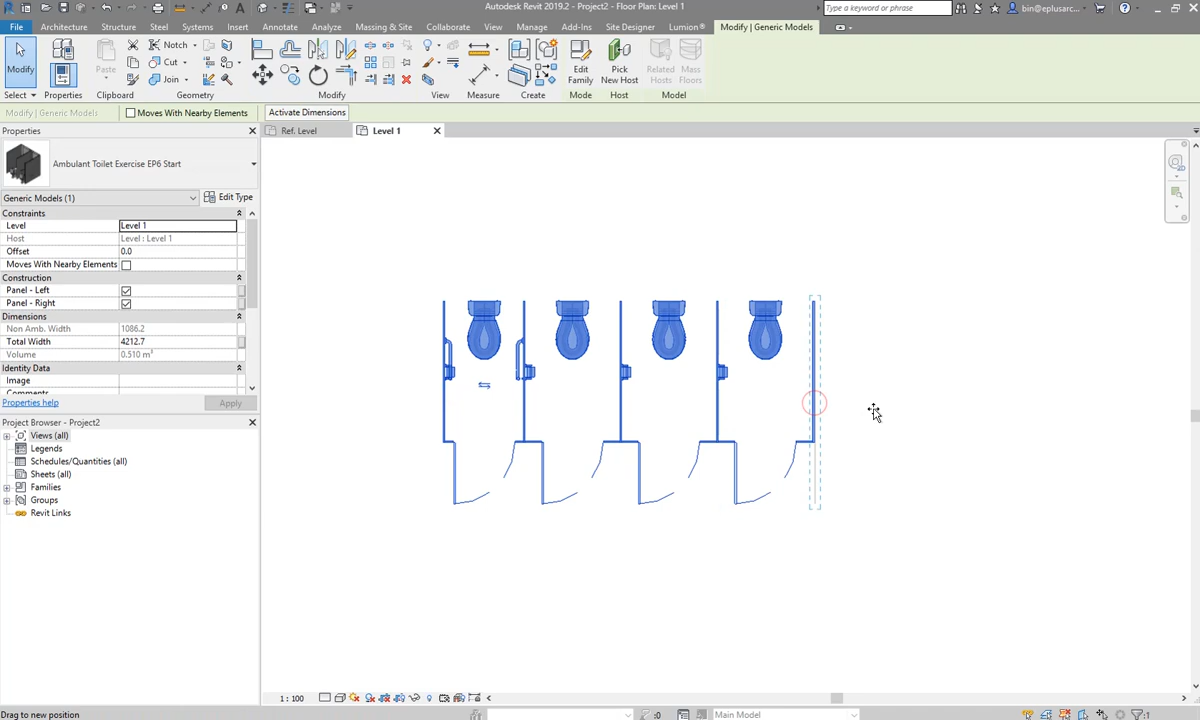 Autodesk Revit 2019.2 - Project2 - Floor Plan: Level 1
Type a keyword or phrase
bin@eplusarc...
File Architecture Structure Steel Systems Insert Annotate Analyze Massing & Site Collaborate View Manage Add-Ins Site Designer Lumion® Modify | Generic Models
Modify
Paste
Notch
Cut
Join
Edit Family
Pick New Host
Related Hosts
Mass Floors
Select Properties Clipboard Geometry Modify View Measure Create Mode Host Model
Modify | Generic Models Moves With Nearby Elements Activate Dimensions
Properties
Ref. Level
Level 1
Ambulant Toilet Exercise EP6 Start
Generic Models (1) Edit Type
Constraints
Level Level 1
Host Level : Level 1
Offset 0.0
Moves With Nearby Elements
Construction
Panel - Left
Panel - Right
Dimensions
Non Amb. Width 1086.2
Total Width 4212.7
Volume 0.510 m³
Identity Data
Image
Comments
Properties help Apply
Project Browser - Project2
Views (all)
Legends
Schedules/Quantities (all)
Sheets (all)
Families
Groups
Revit Links
1 : 100
Drag to new position
:0
Main Model
:1